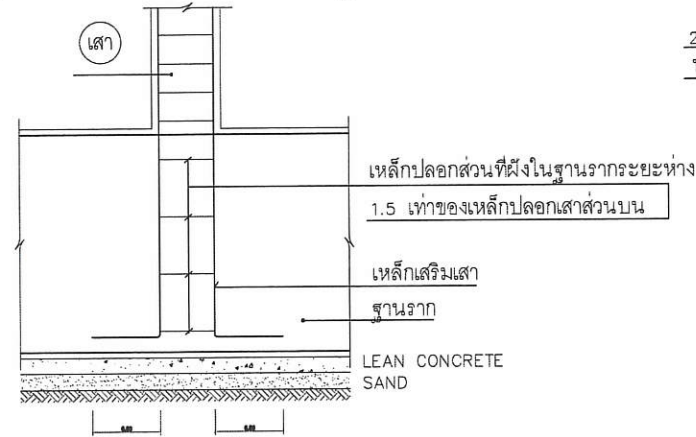 เสา
2
เหล็กปลอกส่วนที่ฝังในฐานรากระยะห่าง
1.5 เท่าของเหล็กปลอกเสาส่วนบน
เหล็กเสริมเสา
ฐานราก
LEAN CONCRETE
SAND